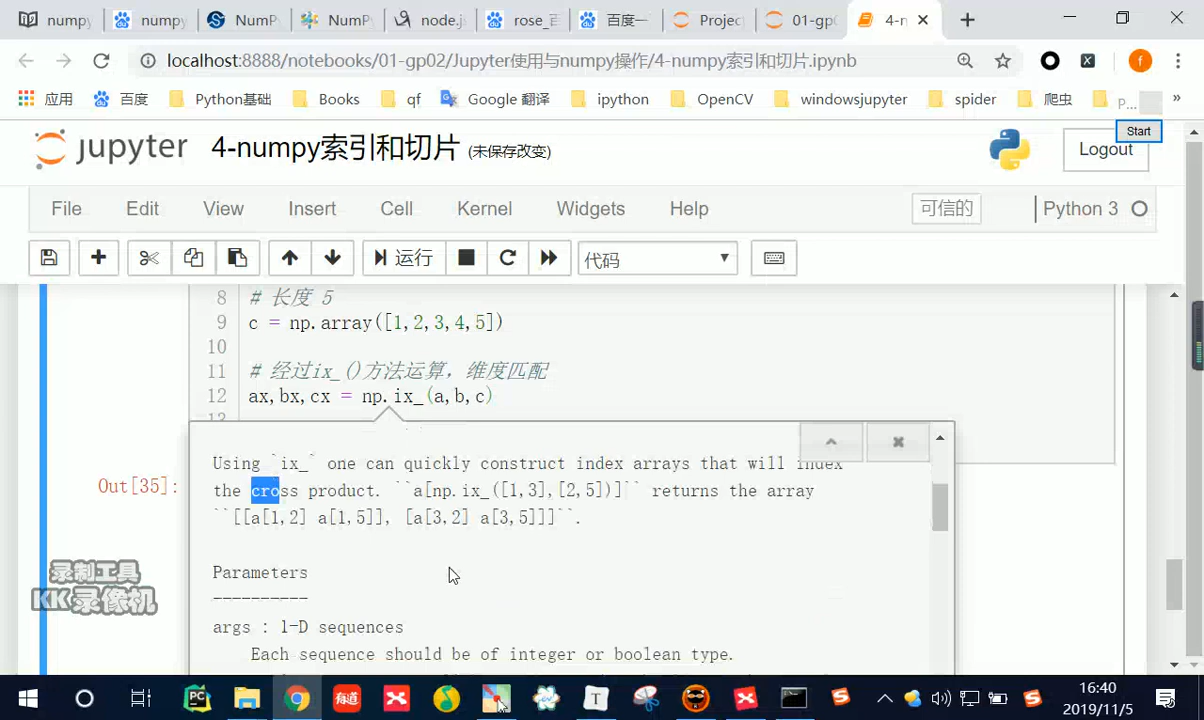 numpy
numpy
NumP
NumP
node.j
rose_百
百度一
Projec
01-gp0
4-n
localhost:8888/notebooks/01-gp02/Jupyter使用与numpy操作/4-numpy索引和切片.ipynb
f
应用
百度
Python基础
Books
qf
Google 翻译
ipython
OpenCV
windowsjupyter
spider
爬虫
P...
»
Start
jupyter
4-numpy索引和切片 (未保存改变)
Logout
File Edit View Insert Cell Kernel Widgets Help
可信的
Python 3
运行
代码
8 # 长度 5
9 c = np.array([1,2,3,4,5])
10
11 # 经过ix_()方法运算，维度匹配
12 ax,bx,cx = np.ix_(a,b,c)
Out[35]:
Using `ix_` one can quickly construct index arrays that will index
the cross product. ``a[np.ix_([1,3],[2,5])]`` returns the array
``[[a[1,2] a[1,5]], [a[3,2] a[3,5]]]``.
Parameters
----------
args : 1-D sequences
Each sequence should be of integer or boolean type.
录制工具
KK录像机
PC
有道
T
16:40
2019/11/5